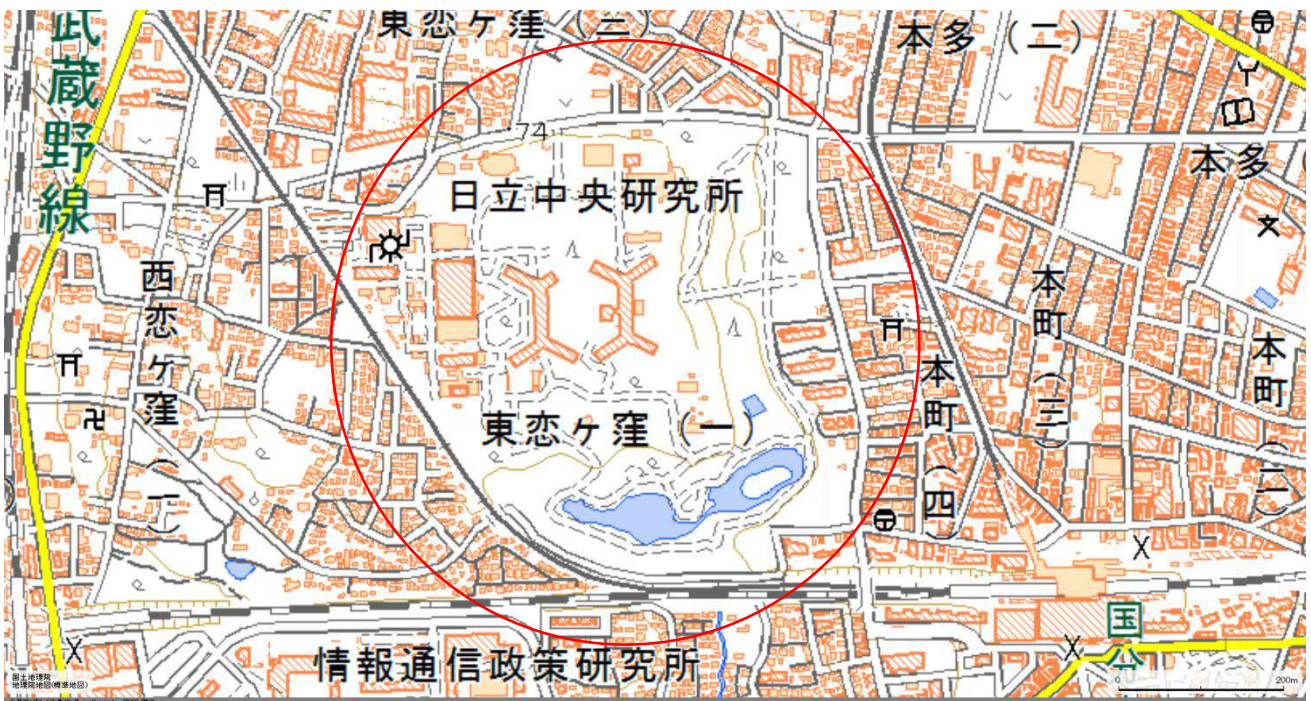 武蔵野線
東恋ヶ窪(三)
本多(二)
本多
・74
日立中央研究所
西恋ヶ窪(一)
本町(三)
本町(二)
本町(四)
東恋ケ窪(一)
情報通信政策研究所
国分
国土地理院
地理院地図(標準地図)
0
200m